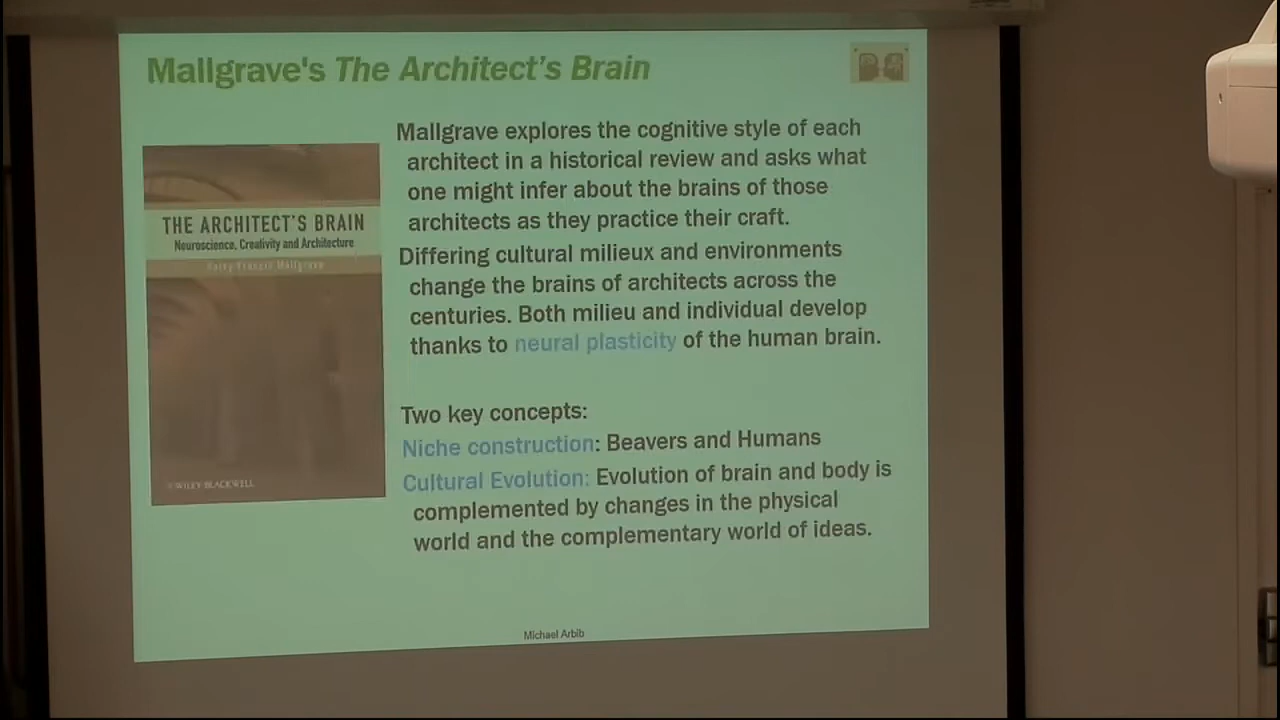 Mallgrave's The Architect's Brain
THE ARCHITECT'S BRAIN
Neuroscience, Creativity and Architecture
Harry Francis Mallgrave
WILEY-BLACKWELL
Mallgrave explores the cognitive style of each
architect in a historical review and asks what
one might infer about the brains of those
architects as they practice their craft.
Differing cultural milieux and environments
change the brains of architects across the
centuries. Both milieu and individual develop
thanks to neural plasticity of the human brain.
Two key concepts:
Niche construction: Beavers and Humans
Cultural Evolution: Evolution of brain and body is
complemented by changes in the physical
world and the complementary world of ideas.
Michael Arbib